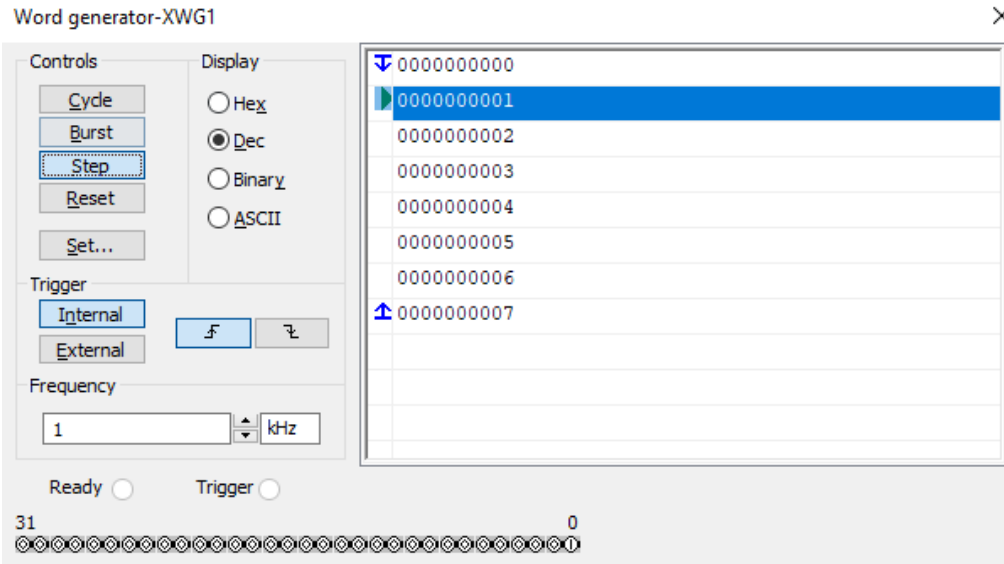 Word generator-XWG1
Controls
Cycle
Burst
Step
Reset
Set...
Display
Hex
Dec
Binary
ASCII
Trigger
Internal
External
Frequency
1
kHz
0000000000
0000000001
0000000002
0000000003
0000000004
0000000005
0000000006
0000000007
Ready
Trigger
31
0